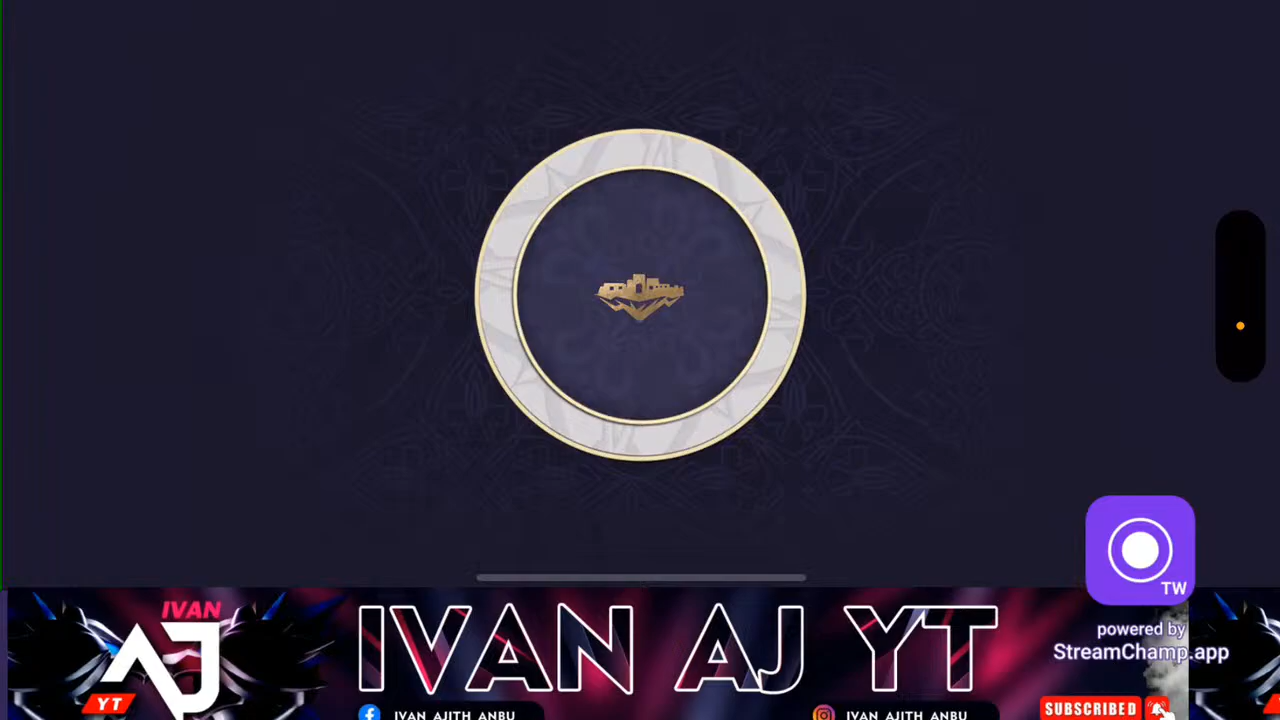 TW
powered by
StreamChamp.app
IVAN
AJ
YT
IVAN AJ YT
IVAN AJITH ANBU
IVAN AJITH ANBU
SUBSCRIBED